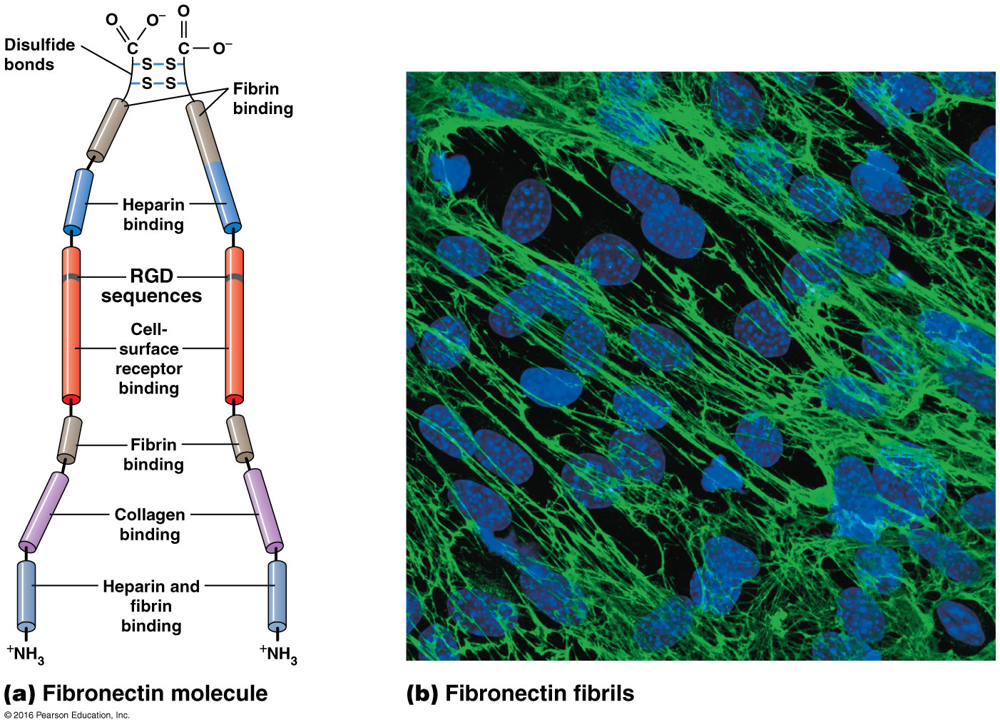 O
O⁻
O
C
C
O⁻
Disulfide
bonds
S
S
S
S
Fibrin
binding
Heparin
binding
RGD
sequences
Cell-
surface
receptor
binding
Fibrin
binding
Collagen
binding
Heparin and
fibrin
binding
⁺NH₃
⁺NH₃
(a) Fibronectin molecule
(b) Fibronectin fibrils
© 2016 Pearson Education, Inc.